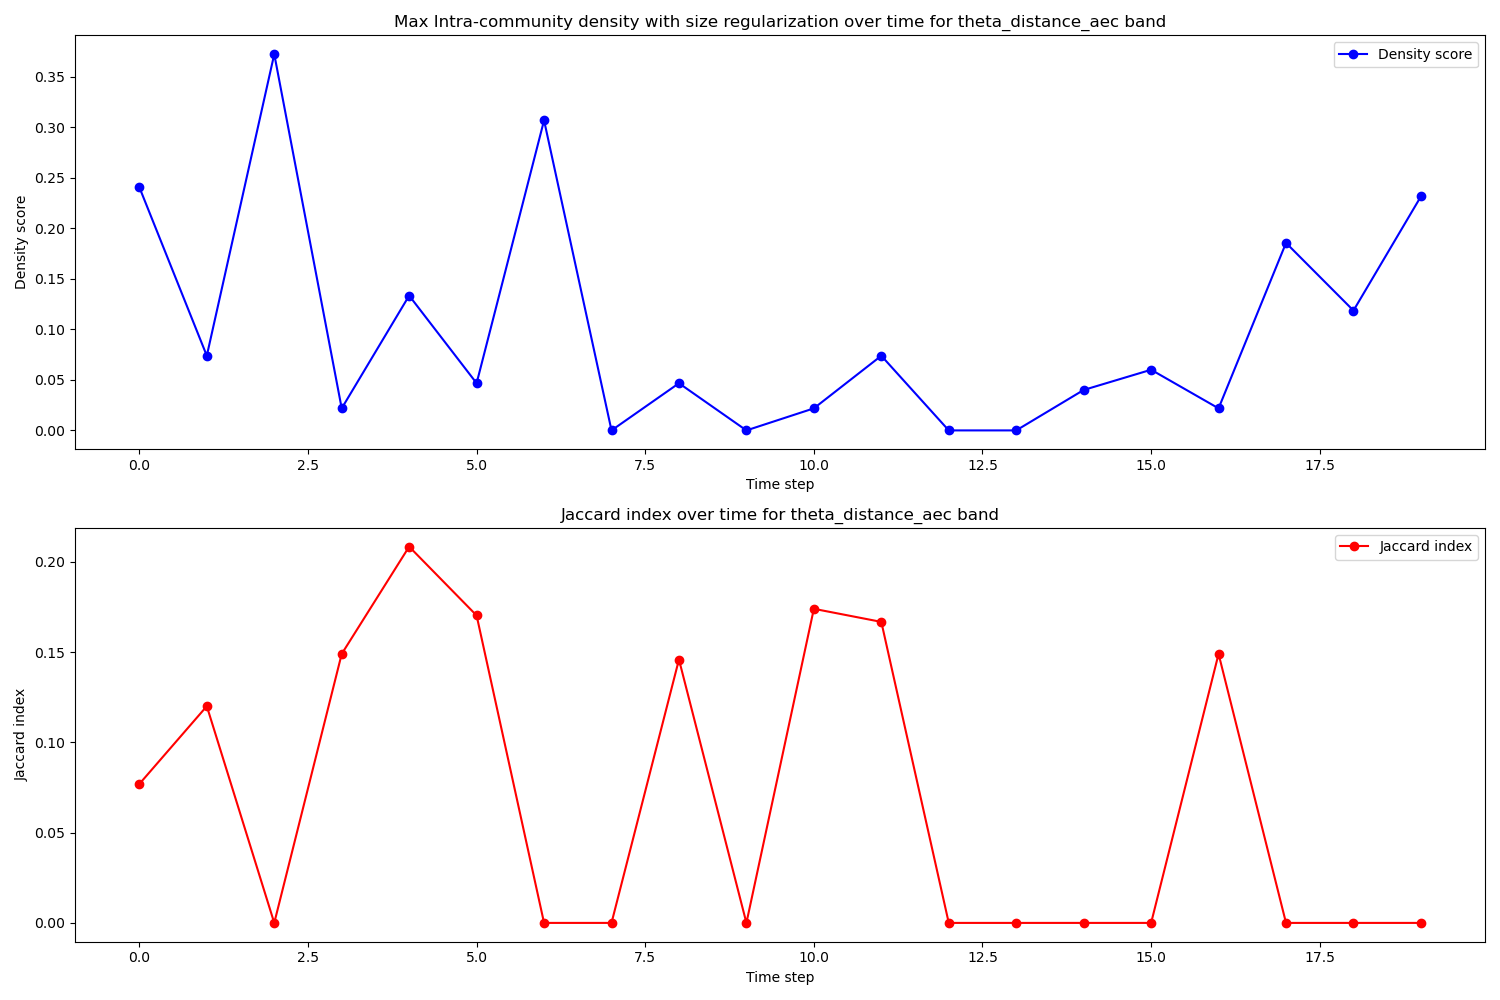 Max Intra-community density with size regularization over time for theta_distance_aec band
Density score
Density score
0.35
0.30
0.25
0.20
0.15
0.10
0.05
0.00
0.0 2.5 5.0 7.5 10.0 12.5 15.0 17.5
Time step
Jaccard index over time for theta_distance_aec band
Jaccard index
Jaccard index
0.20
0.15
0.10
0.05
0.00
0.0 2.5 5.0 7.5 10.0 12.5 15.0 17.5
Time step